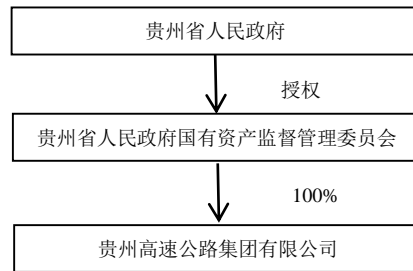 贵州省人民政府
授权
贵州省人民政府国有资产监督管理委员会
100%
贵州高速公路集团有限公司